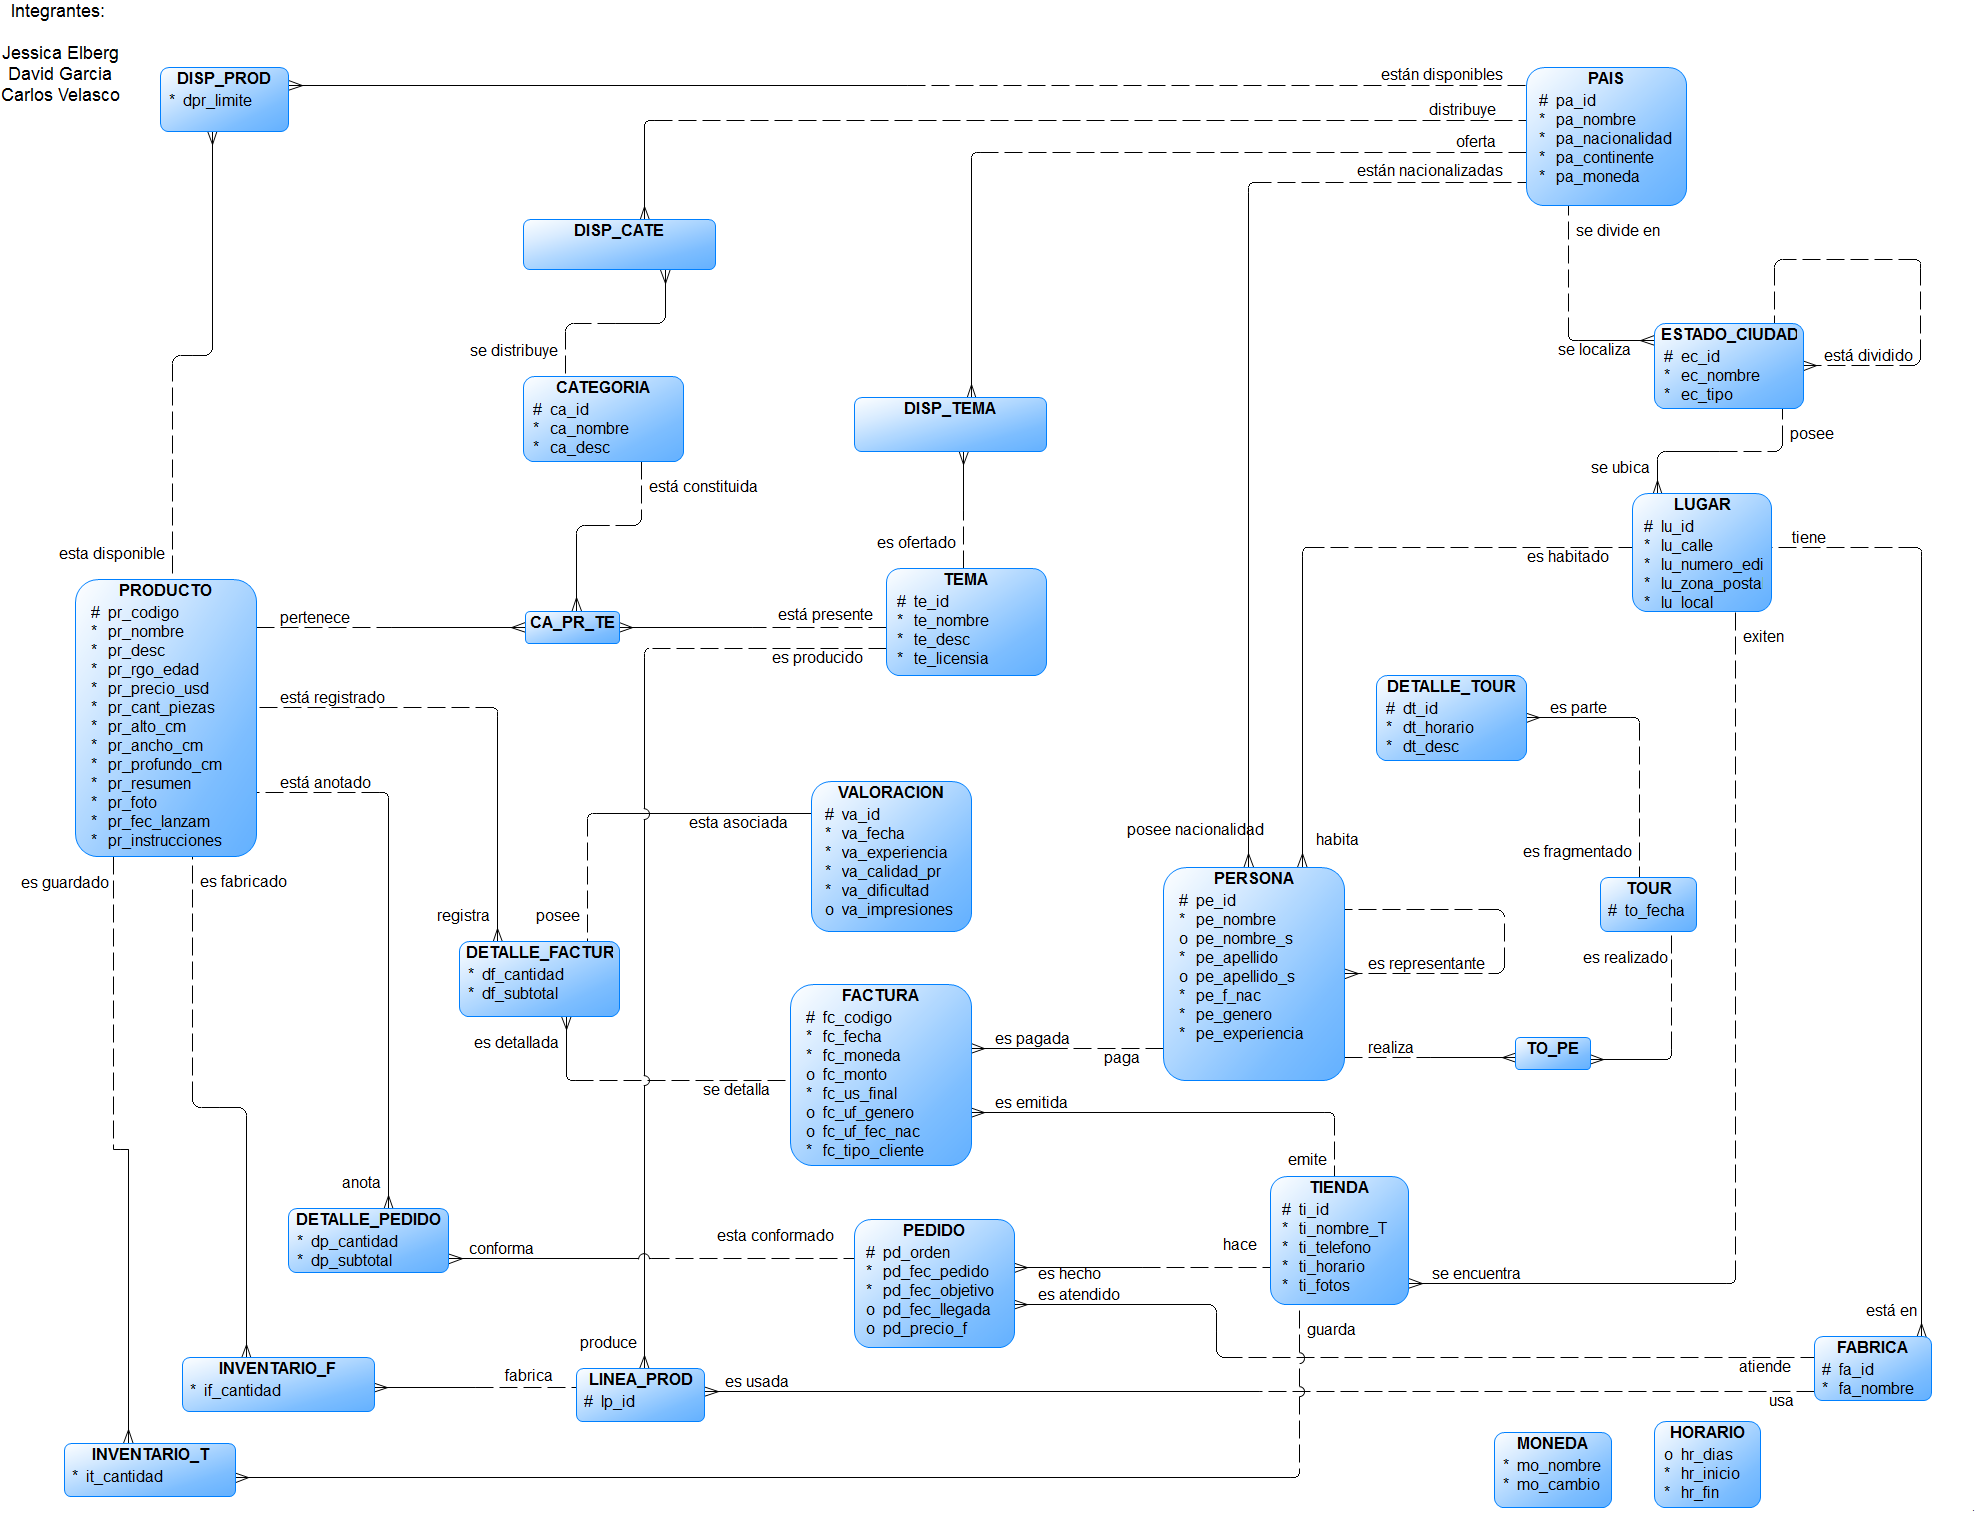 Integrantes:
Jessica Elberg
David Garcia
Carlos Velasco
DISP_PROD
* dpr_limite
están disponibles
distribuye
oferta
están nacionalizadas
PAIS
# pa_id
* pa_nombre
* pa_nacionalidad
* pa_continente
* pa_moneda
se divide en
se localiza
DISP_CATE
se distribuye
CATEGORIA
# ca_id
* ca_nombre
* ca_desc
está constituida
DISP_TEMA
es ofertado
ESTADO_CIUDAD
# ec_id
* ec_nombre
* ec_tipo
está dividido
posee
se ubica
LUGAR
# lu_id
* lu_calle
* lu_numero_edi
* lu_zona_posta
* lu_local
tiene
es habitado
exiten
esta disponible
PRODUCTO
# pr_codigo
* pr_nombre
* pr_desc
* pr_rgo_edad
* pr_precio_usd
* pr_cant_piezas
* pr_alto_cm
* pr_ancho_cm
* pr_profundo_cm
* pr_resumen
* pr_foto
* pr_fec_lanzam
* pr_instrucciones
pertenece
CA_PR_TE
está presente
es producido
TEMA
# te_id
* te_nombre
* te_desc
* te_licensia
está registrado
está anotado
es guardado
es fabricado
DETALLE_TOUR
# dt_id
* dt_horario
* dt_desc
es parte
es fragmentado
TOUR
# to_fecha
es realizado
VALORACION
# va_id
* va_fecha
* va_experiencia
* va_calidad_pr
* va_dificultad
o va_impresiones
esta asociada
posee
registra
DETALLE_FACTUR
* df_cantidad
* df_subtotal
es detallada
se detalla
posee nacionalidad
habita
PERSONA
# pe_id
* pe_nombre
o pe_nombre_s
* pe_apellido
o pe_apellido_s
* pe_f_nac
* pe_genero
* pe_experiencia
es representante
realiza
TO_PE
FACTURA
# fc_codigo
* fc_fecha
* fc_moneda
o fc_monto
* fc_us_final
o fc_uf_genero
o fc_uf_fec_nac
* fc_tipo_cliente
es pagada
paga
es emitida
emite
anota
DETALLE_PEDIDO
* dp_cantidad
* dp_subtotal
conforma
esta conformado
PEDIDO
# pd_orden
* pd_fec_pedido
* pd_fec_objetivo
o pd_fec_llegada
o pd_precio_f
hace
es hecho
es atendido
TIENDA
# ti_id
* ti_nombre_T
* ti_telefono
* ti_horario
* ti_fotos
se encuentra
guarda
está en
FABRICA
# fa_id
* fa_nombre
atiende
usa
produce
INVENTARIO_F
* if_cantidad
fabrica
LINEA_PROD
# lp_id
es usada
INVENTARIO_T
* it_cantidad
MONEDA
* mo_nombre
* mo_cambio
HORARIO
o hr_dias
* hr_inicio
* hr_fin